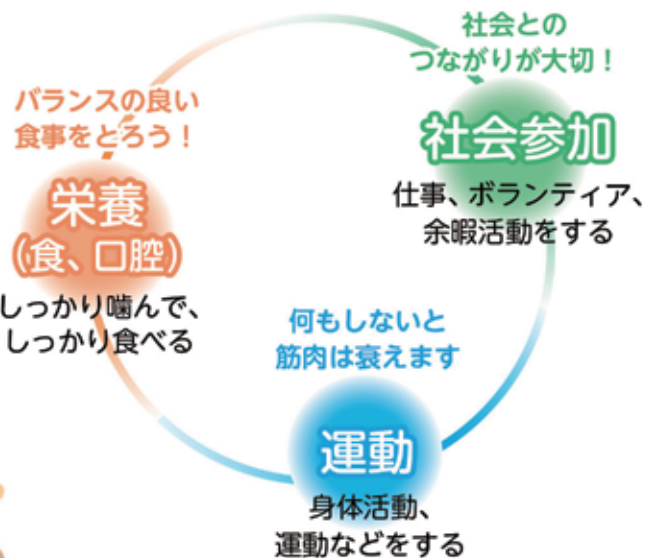 社会との
つながりが大切！
社会参加
仕事、ボランティア、
余暇活動をする
バランスの良い
食事をとろう！
栄養
（食、口腔）
しっかり噛んで、
しっかり食べる
何もしないと
筋肉は衰えます
運動
身体活動、
運動などをする